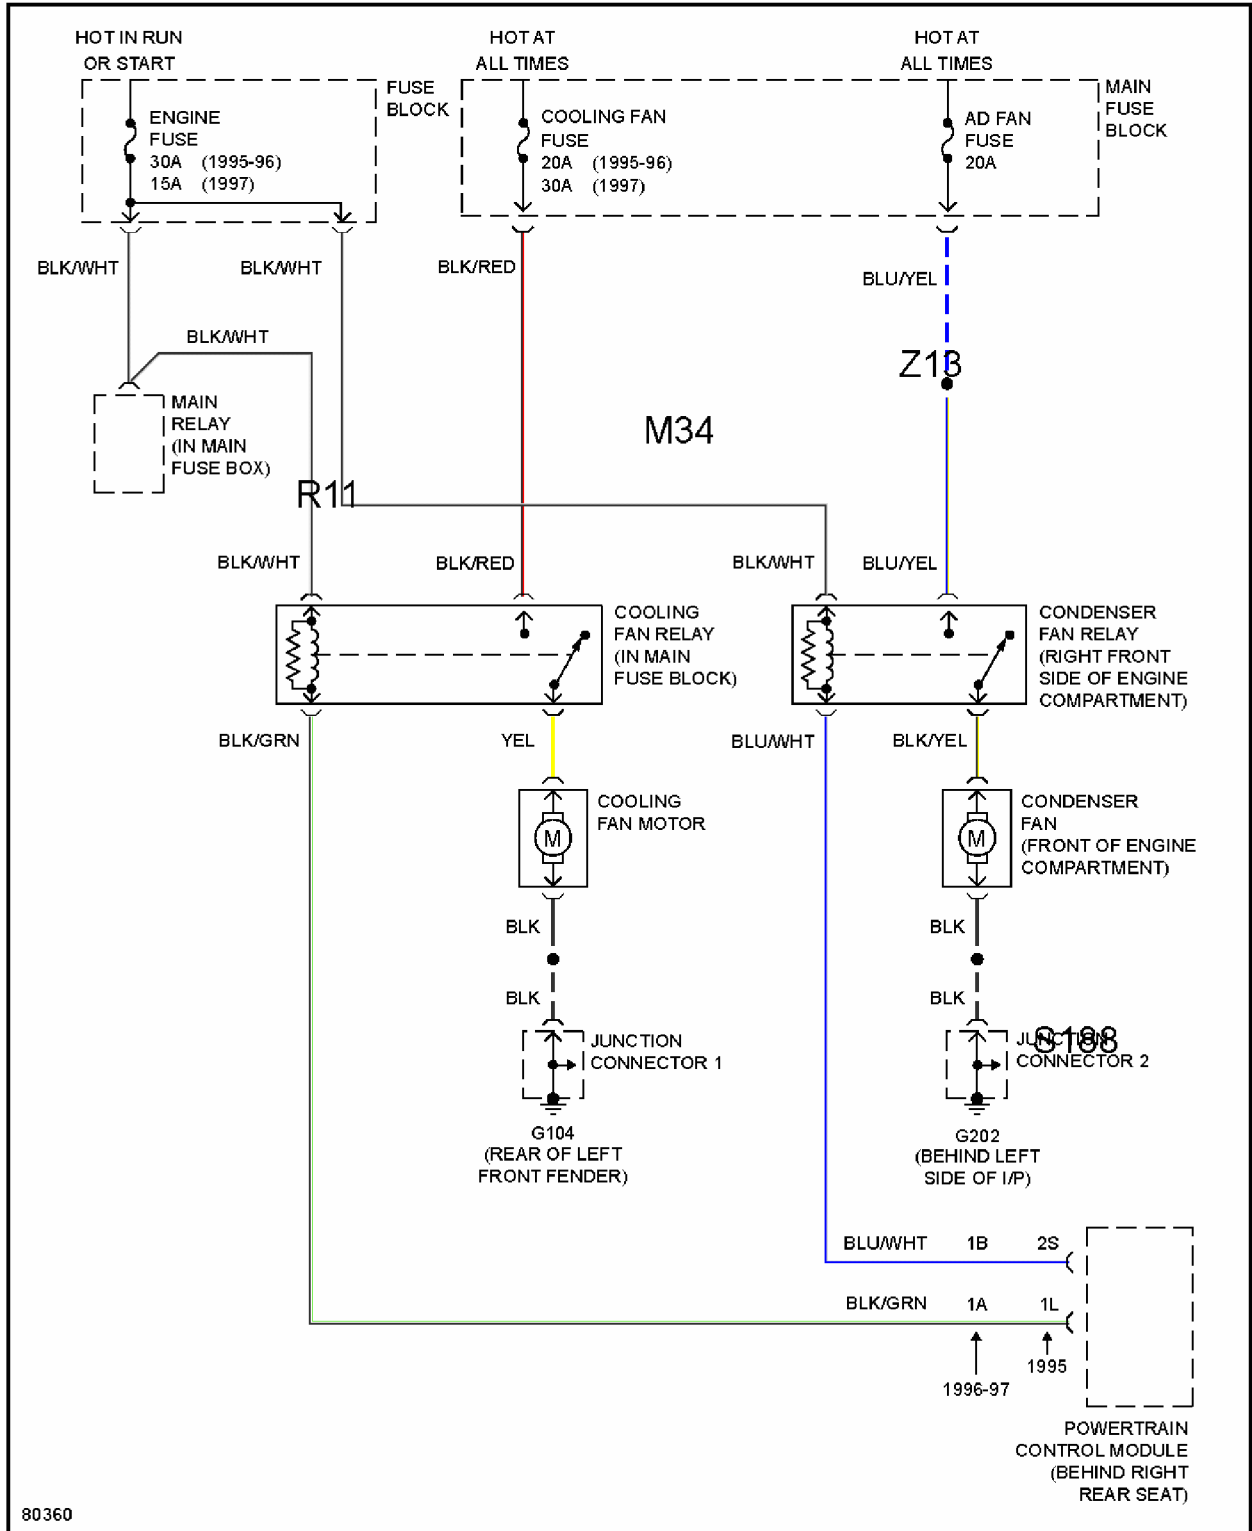 HOT IN RUN
OR START
HOT AT
ALL TIMES
HOT AT
ALL TIMES
FUSE
BLOCK
ENGINE
FUSE
30A (1995-96)
15A (1997)
COOLING FAN
FUSE
20A (1995-96)
30A (1997)
AD FAN
FUSE
20A
MAIN
FUSE
BLOCK
BLK/WHT
BLK/WHT
BLK/RED
BLU/YEL
BLK/WHT
Z13
MAIN
RELAY
(IN MAIN
FUSE BOX)
M34
R11
BLK/WHT
BLK/RED
BLK/WHT
BLU/YEL
COOLING
FAN RELAY
(IN MAIN
FUSE BLOCK)
CONDENSER
FAN RELAY
(RIGHT FRONT
SIDE OF ENGINE
COMPARTMENT)
BLK/GRN
YEL
BLU/WHT
BLK/YEL
M
COOLING
FAN MOTOR
M
CONDENSER
FAN
(FRONT OF ENGINE
COMPARTMENT)
BLK
BLK
BLK
BLK
JUNCTION
CONNECTOR 1
JUNCTION
CONNECTOR 2
S188
G104
(REAR OF LEFT
FRONT FENDER)
G202
(BEHIND LEFT
SIDE OF I/P)
BLU/WHT 1B 2S
BLK/GRN 1A 1L
1995
1996-97
POWERTRAIN
CONTROL MODULE
(BEHIND RIGHT
REAR SEAT)
80360